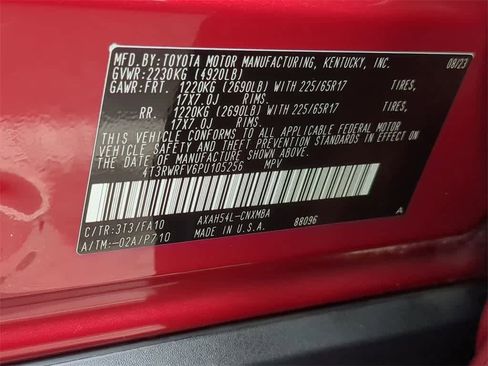 MFD.BY:TOYOTA MOTOR MANUFACTURING, KENTUCKY, INC. 08/23
GVWR:2230KG (4920LB)
GAWR:FRT. 1220KG (2690LB) WITH 225/65R17 TIRES,
17X7.0J RIMS.
RR. 1220KG (2690LB) WITH 225/65R17 TIRES,
17X7.0J RIMS.
THIS VEHICLE CONFORMS TO ALL APPLICABLE FEDERAL MOTOR
VEHICLE SAFETY AND THEFT PREVENTION STANDARDS IN EFFECT ON
THE DATE OF MANUFACTURE SHOWN ABOVE.
4T3RWRFV6PU105256 MPV
C/TR:3T3/FA10 AXAH54L-CNXMBA A
A/TM:-02A/P710 MADE IN U.S.A. 88096